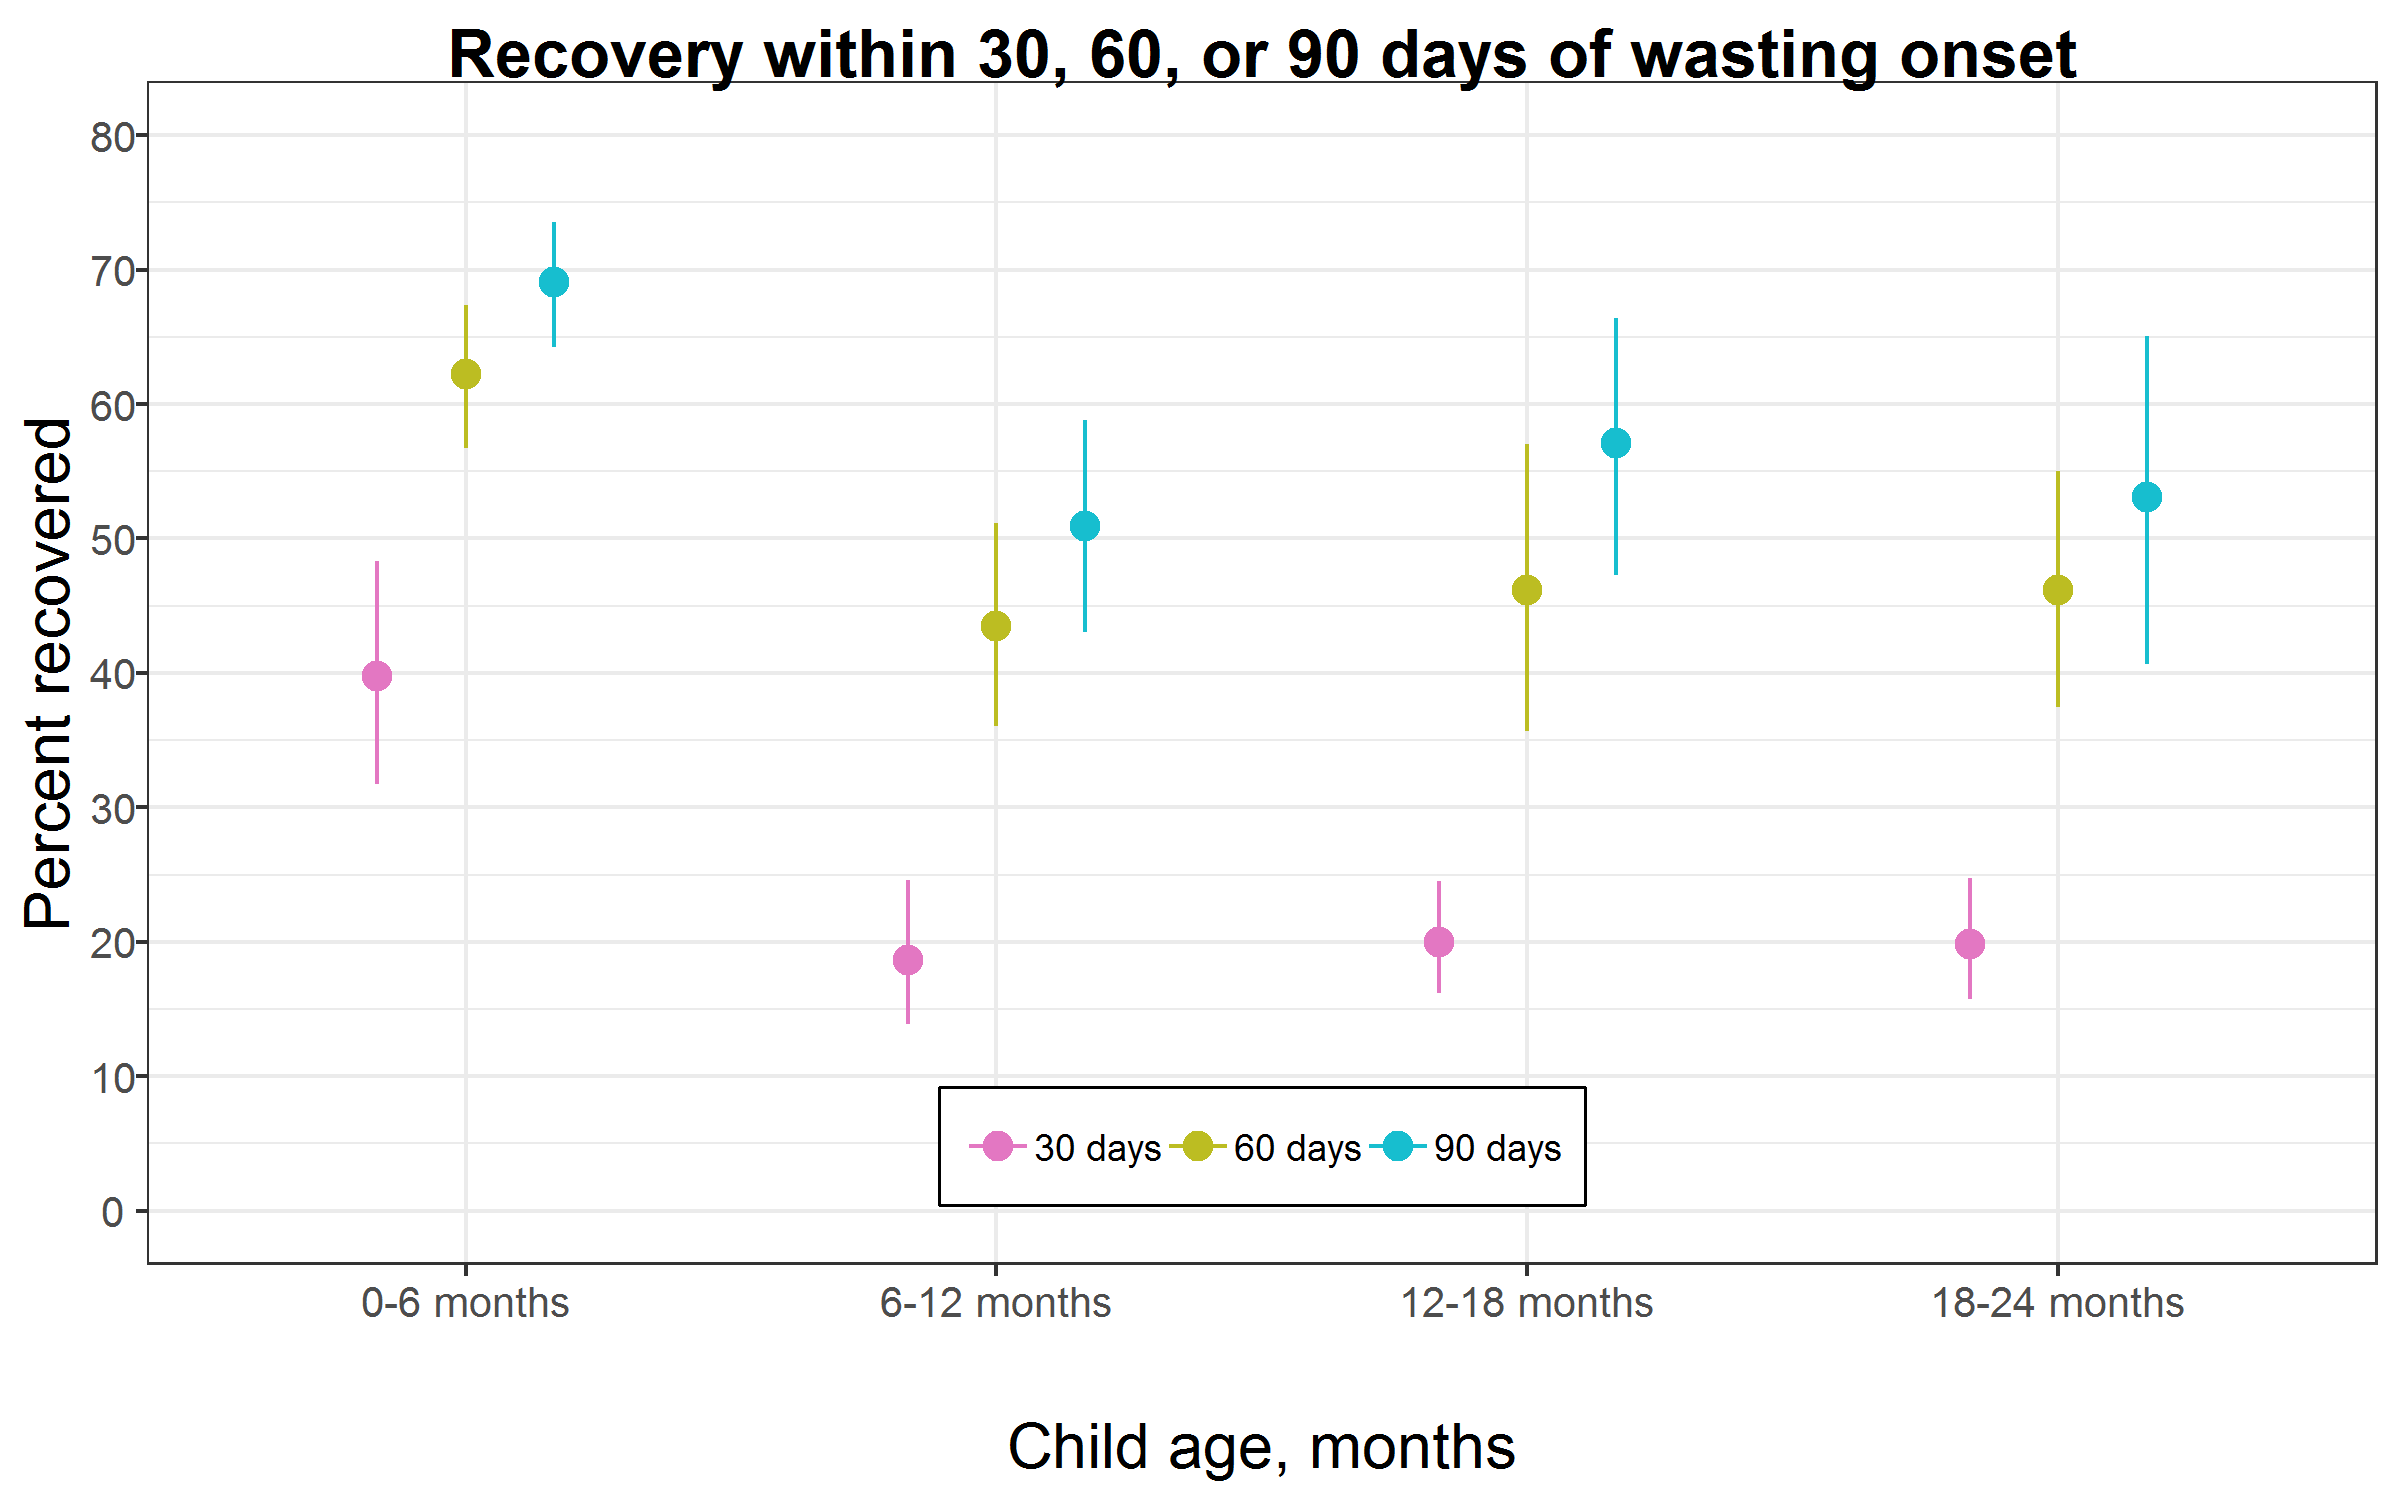 Recovery within 30, 60, or 90 days of wasting onset
Percent recovered
80
70
60
50
40
30
20
10
0
30 days 60 days 90 days
0-6 months 6-12 months 12-18 months 18-24 months
Child age, months